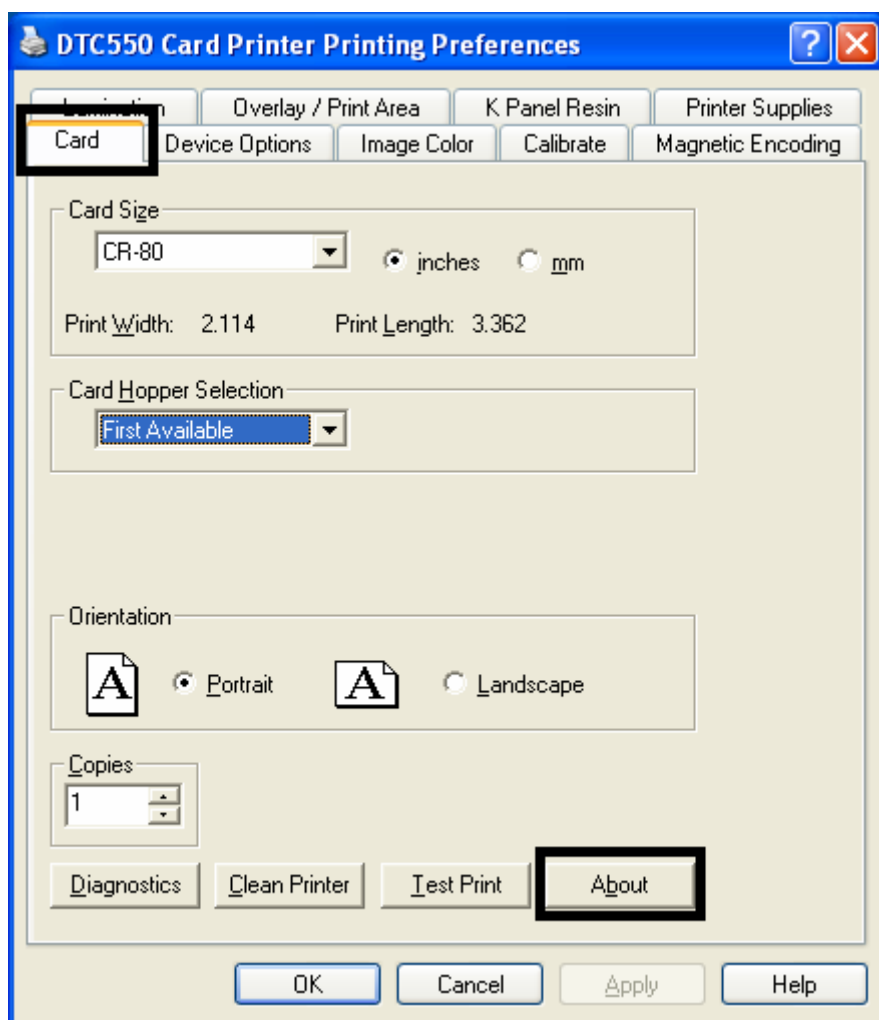 DTC550 Card Printer Printing Preferences
Lamination Overlay / Print Area K Panel Resin Printer Supplies
Card Device Options Image Color Calibrate Magnetic Encoding
Card Size
CR-80 inches mm
Print Width: 2.114 Print Length: 3.362
Card Hopper Selection
First Available
Orientation
A Portrait A Landscape
Copies
1
Diagnostics Clean Printer Test Print About
OK Cancel Apply Help